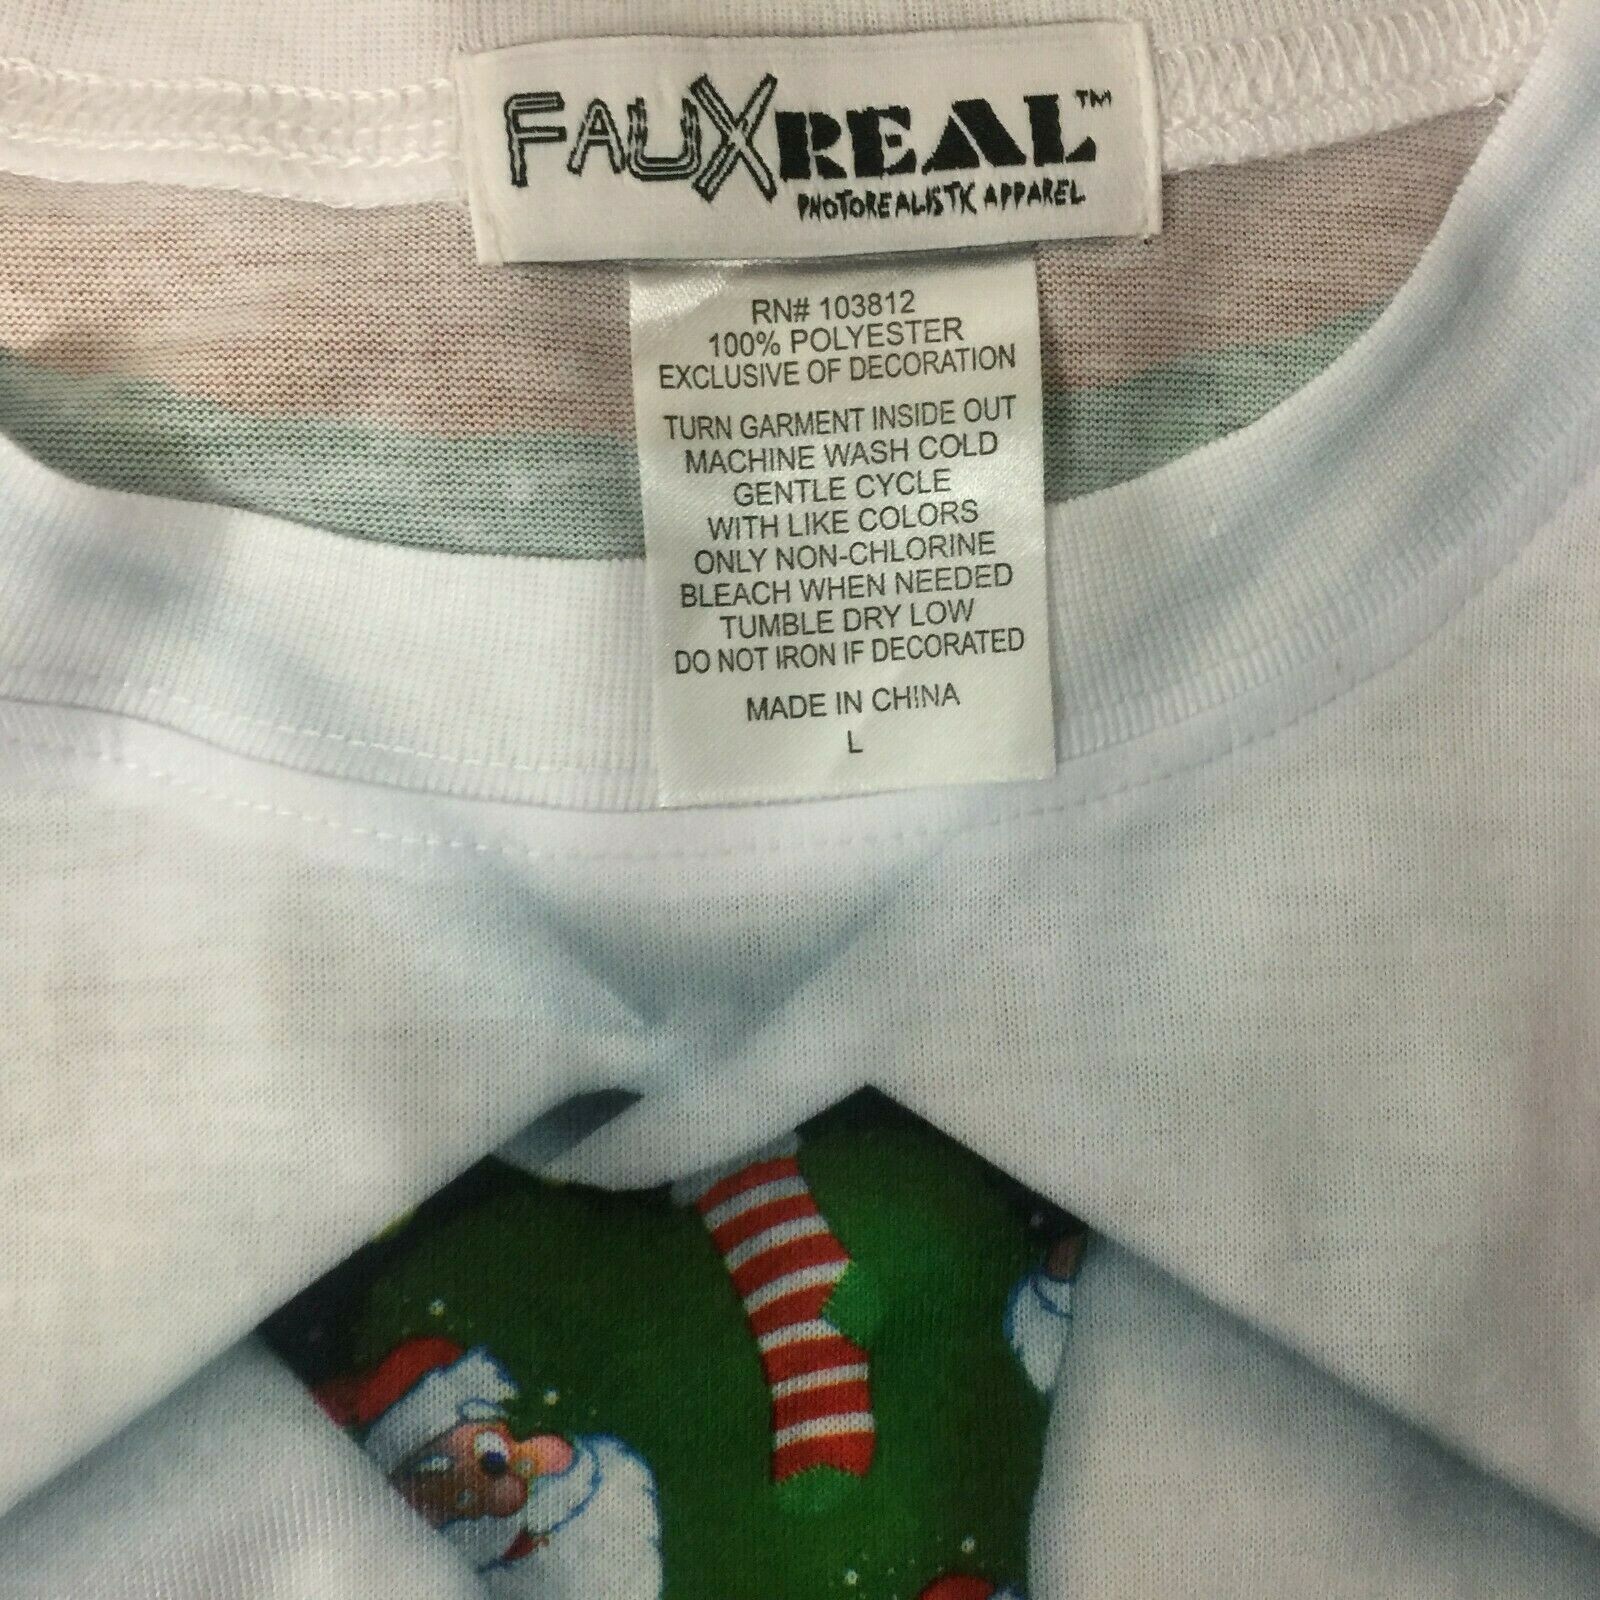 FAUXREAL™
PHOTOREALISTIC APPAREL
RN# 103812
100% POLYESTER
EXCLUSIVE OF DECORATION
TURN GARMENT INSIDE OUT
MACHINE WASH COLD
GENTLE CYCLE
WITH LIKE COLORS
ONLY NON-CHLORINE
BLEACH WHEN NEEDED
TUMBLE DRY LOW
DO NOT IRON IF DECORATED
MADE IN CHINA
L